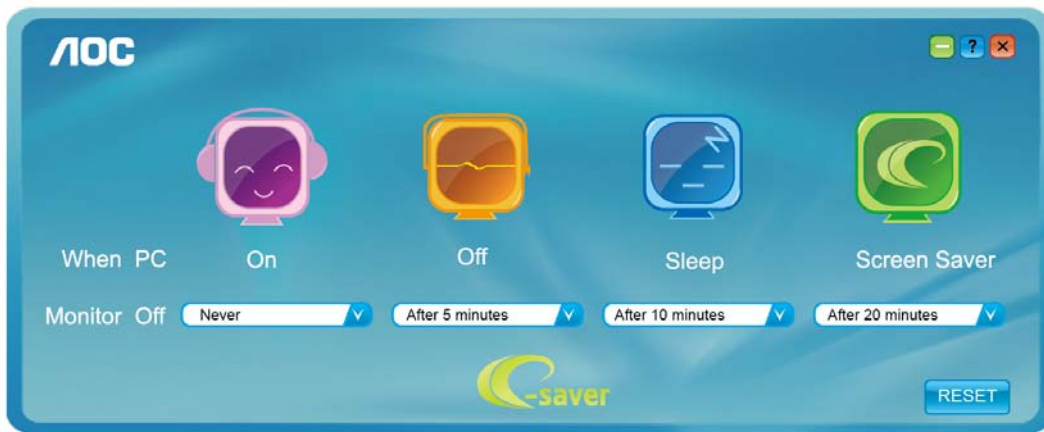 AOC
?
When PC On Off Sleep Screen Saver
Monitor Off Never After 5 minutes After 10 minutes After 20 minutes
e-saver
RESET